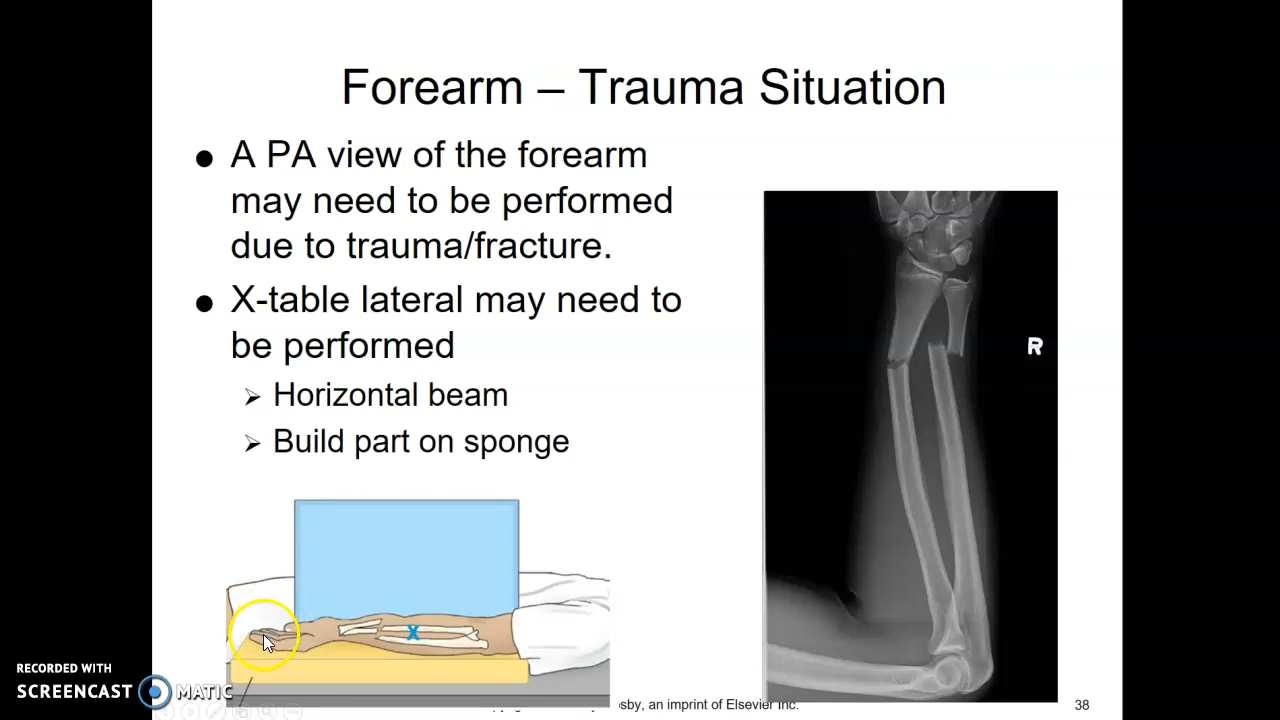 Forearm – Trauma Situation
● A PA view of the forearm
may need to be performed
due to trauma/fracture.
● X-table lateral may need to
be performed
➢ Horizontal beam
➢ Build part on sponge
R
X
RECORDED WITH
SCREENCAST MATIC
an imprint of Elsevier Inc.
38